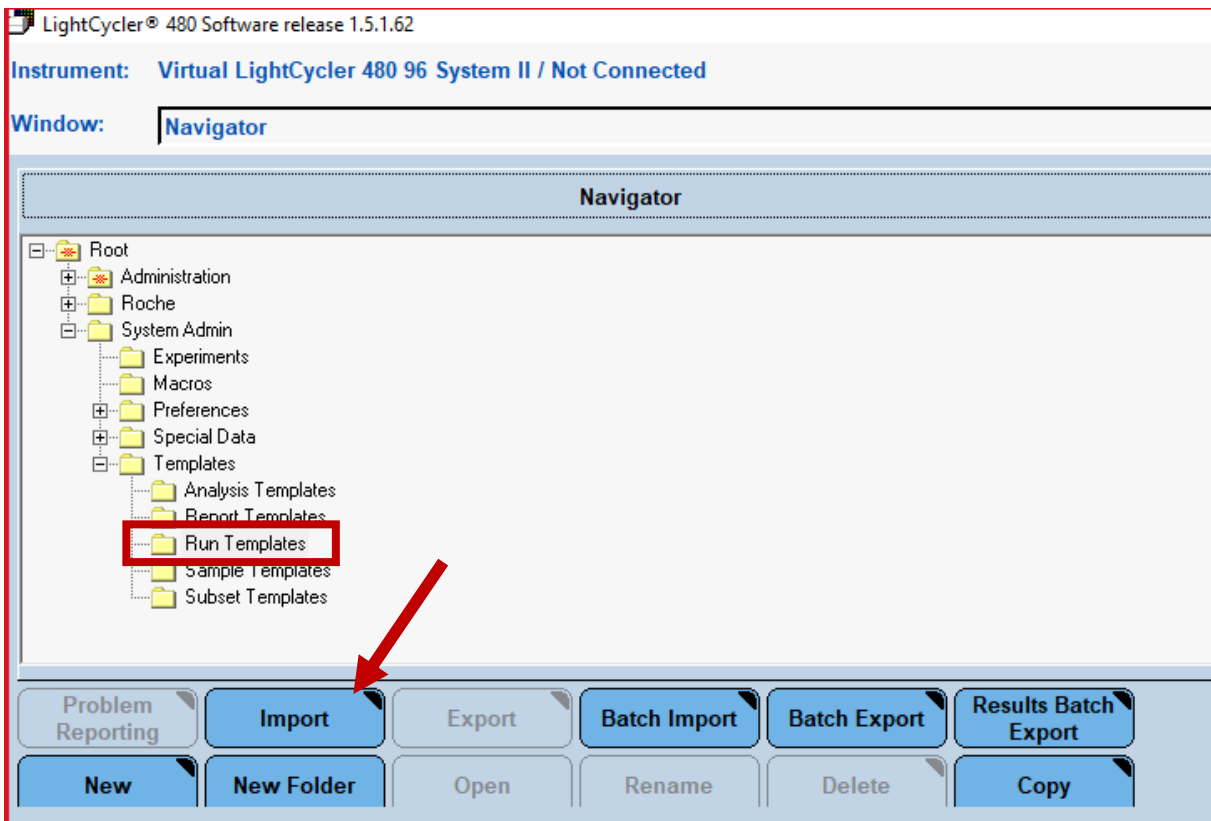 LightCycler® 480 Software release 1.5.1.62
Instrument: Virtual LightCycler 480 96 System II / Not Connected
Window: Navigator
Navigator
Root
Administration
Roche
System Admin
Experiments
Macros
Preferences
Special Data
Templates
Analysis Templates
Report Templates
Run Templates
Sample Templates
Subset Templates
Problem Reporting
Import
Export
Batch Import
Batch Export
Results Batch Export
New
New Folder
Open
Rename
Delete
Copy